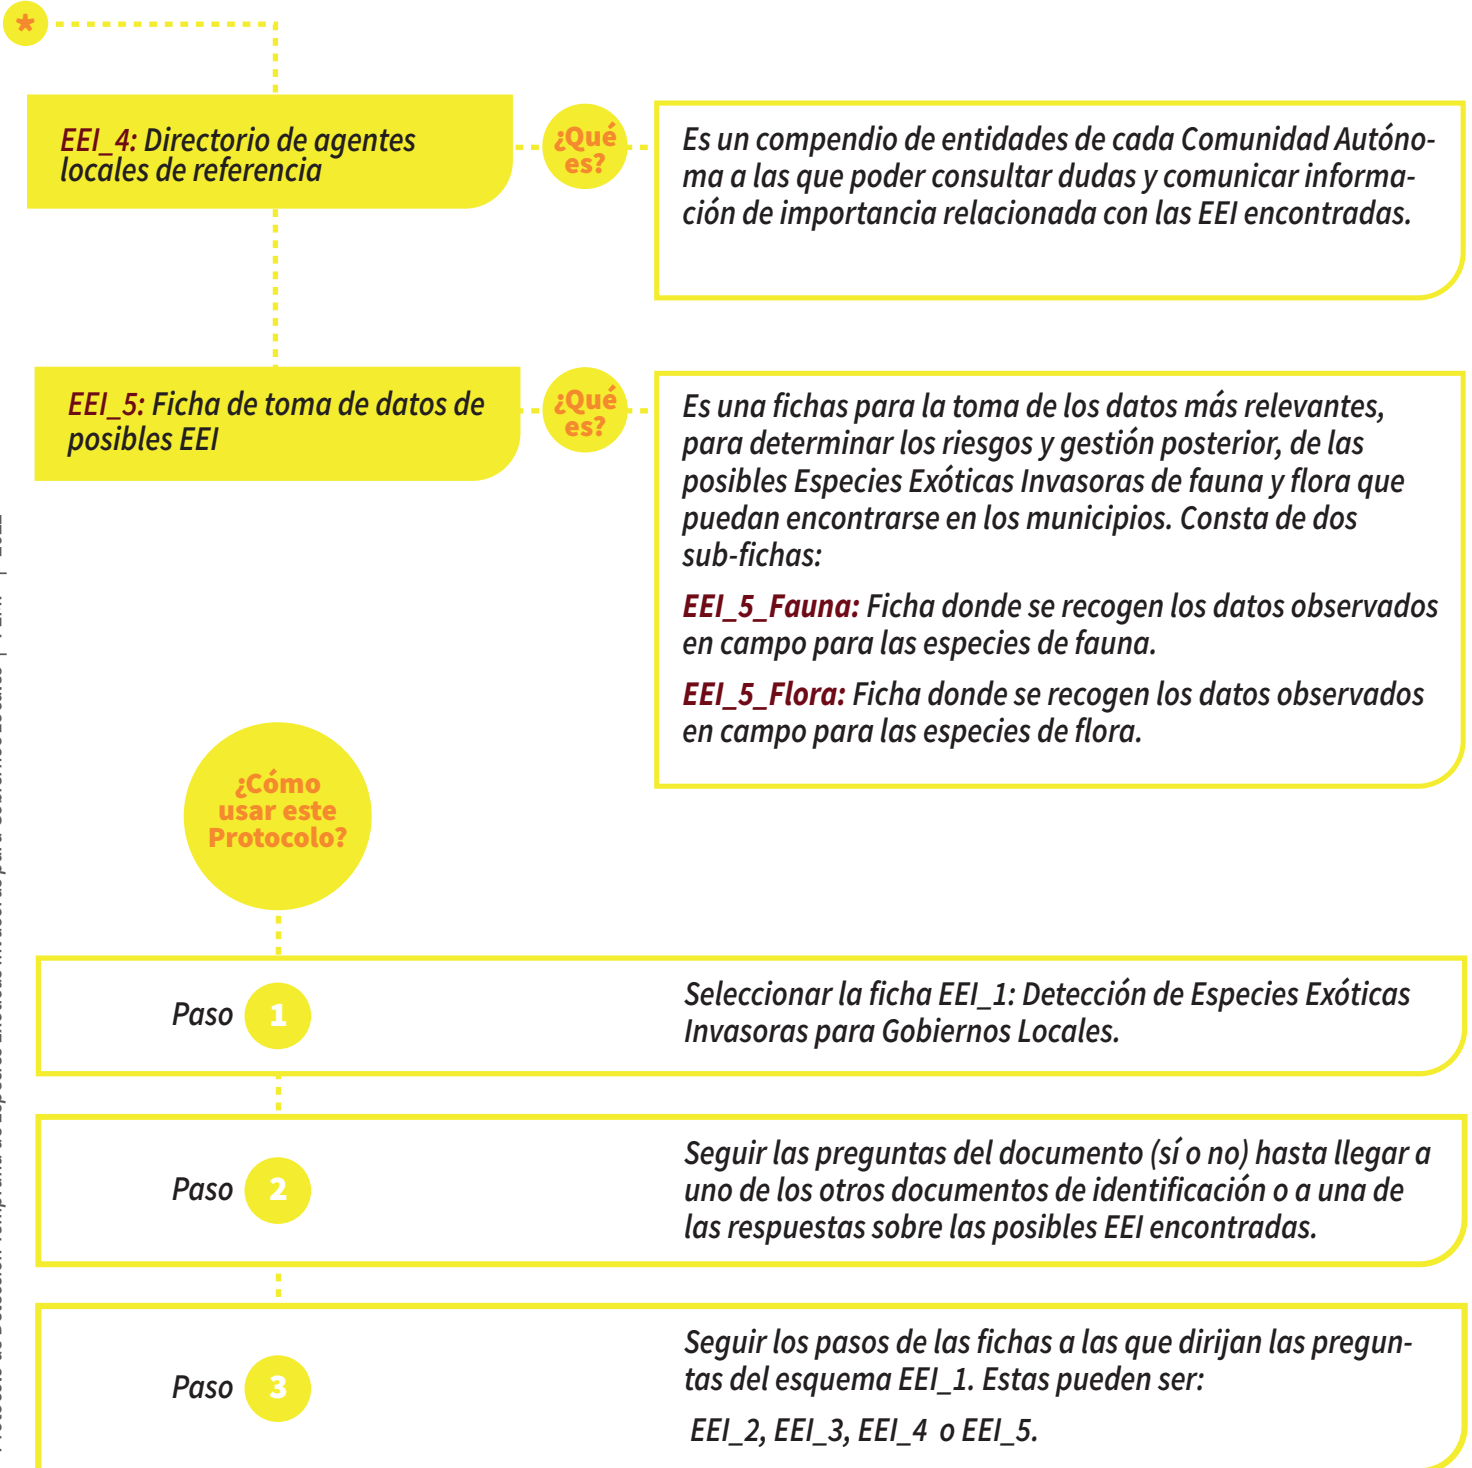 *
EEI_4: Directorio de agentes
locales de referencia
¿Qué
es?
Es un compendio de entidades de cada Comunidad Autóno-
ma a las que poder consultar dudas y comunicar informa-
ción de importancia relacionada con las EEI encontradas.
EEI_5: Ficha de toma de datos de
posibles EEI
¿Qué
es?
Es una fichas para la toma de los datos más relevantes,
para determinar los riesgos y gestión posterior, de las
posibles Especies Exóticas Invasoras de fauna y flora que
puedan encontrarse en los municipios. Consta de dos
sub-fichas:
EEI_5_Fauna: Ficha donde se recogen los datos observados
en campo para las especies de fauna.
EEI_5_Flora: Ficha donde se recogen los datos observados
en campo para las especies de flora.
¿Cómo
usar este
Protocolo?
Paso 1
Seleccionar la ficha EEI_1: Detección de Especies Exóticas
Invasoras para Gobiernos Locales.
Paso 2
Seguir las preguntas del documento (sí o no) hasta llegar a
uno de los otros documentos de identificación o a una de
las respuestas sobre las posibles EEI encontradas.
Paso 3
Seguir los pasos de las fichas a las que dirijan las pregun-
tas del esquema EEI_1. Estas pueden ser:
EEI_2, EEI_3, EEI_4 o EEI_5.